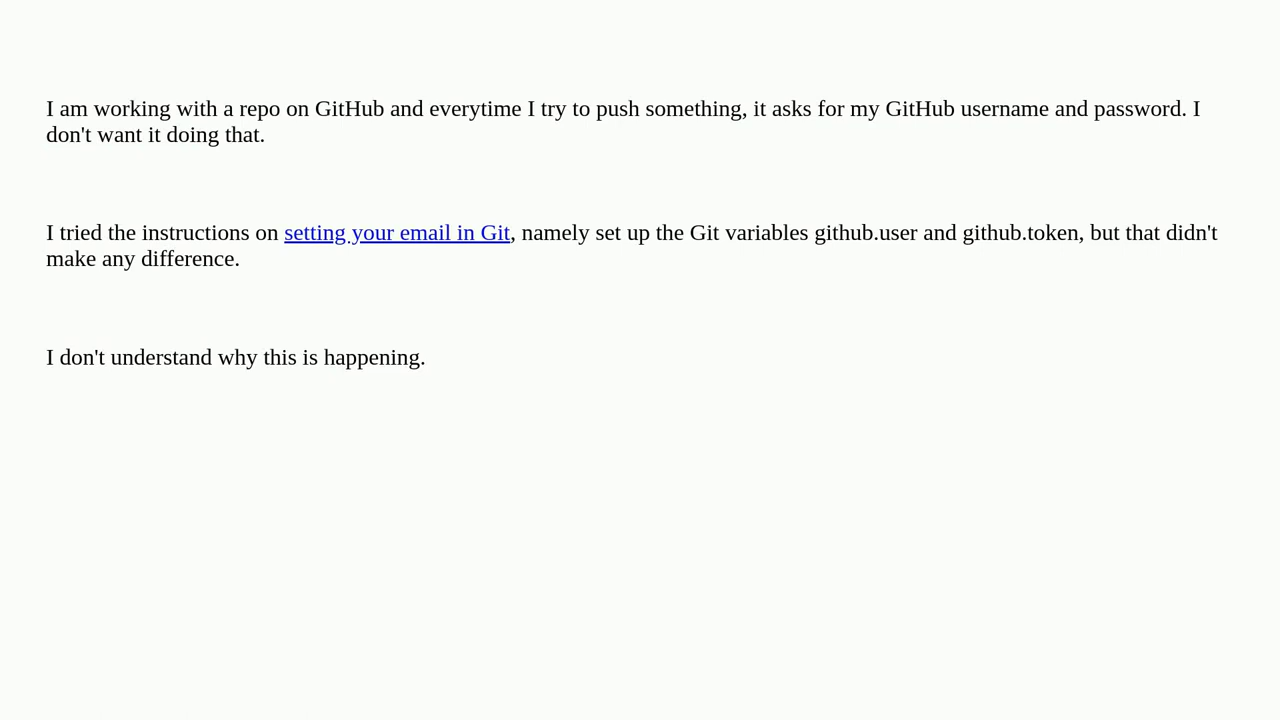 I am working with a repo on GitHub and everytime I try to push something, it asks for my GitHub username and password. I
don't want it doing that.
I tried the instructions on setting your email in Git, namely set up the Git variables github.user and github.token, but that didn't
make any difference.
I don't understand why this is happening.